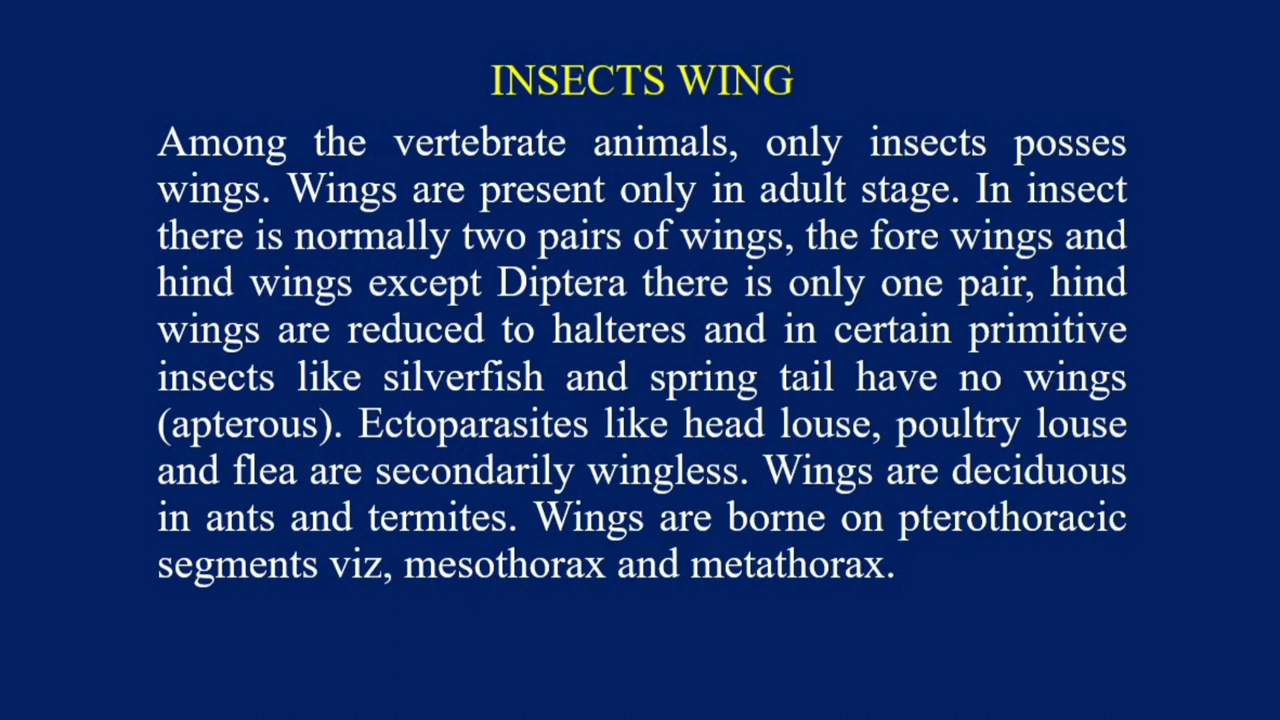 INSECTS WING
Among the vertebrate animals, only insects posses
wings. Wings are present only in adult stage. In insect
there is normally two pairs of wings, the fore wings and
hind wings except Diptera there is only one pair, hind
wings are reduced to halteres and in certain primitive
insects like silverfish and spring tail have no wings
(apterous). Ectoparasites like head louse, poultry louse
and flea are secondarily wingless. Wings are deciduous
in ants and termites. Wings are borne on pterothoracic
segments viz, mesothorax and metathorax.